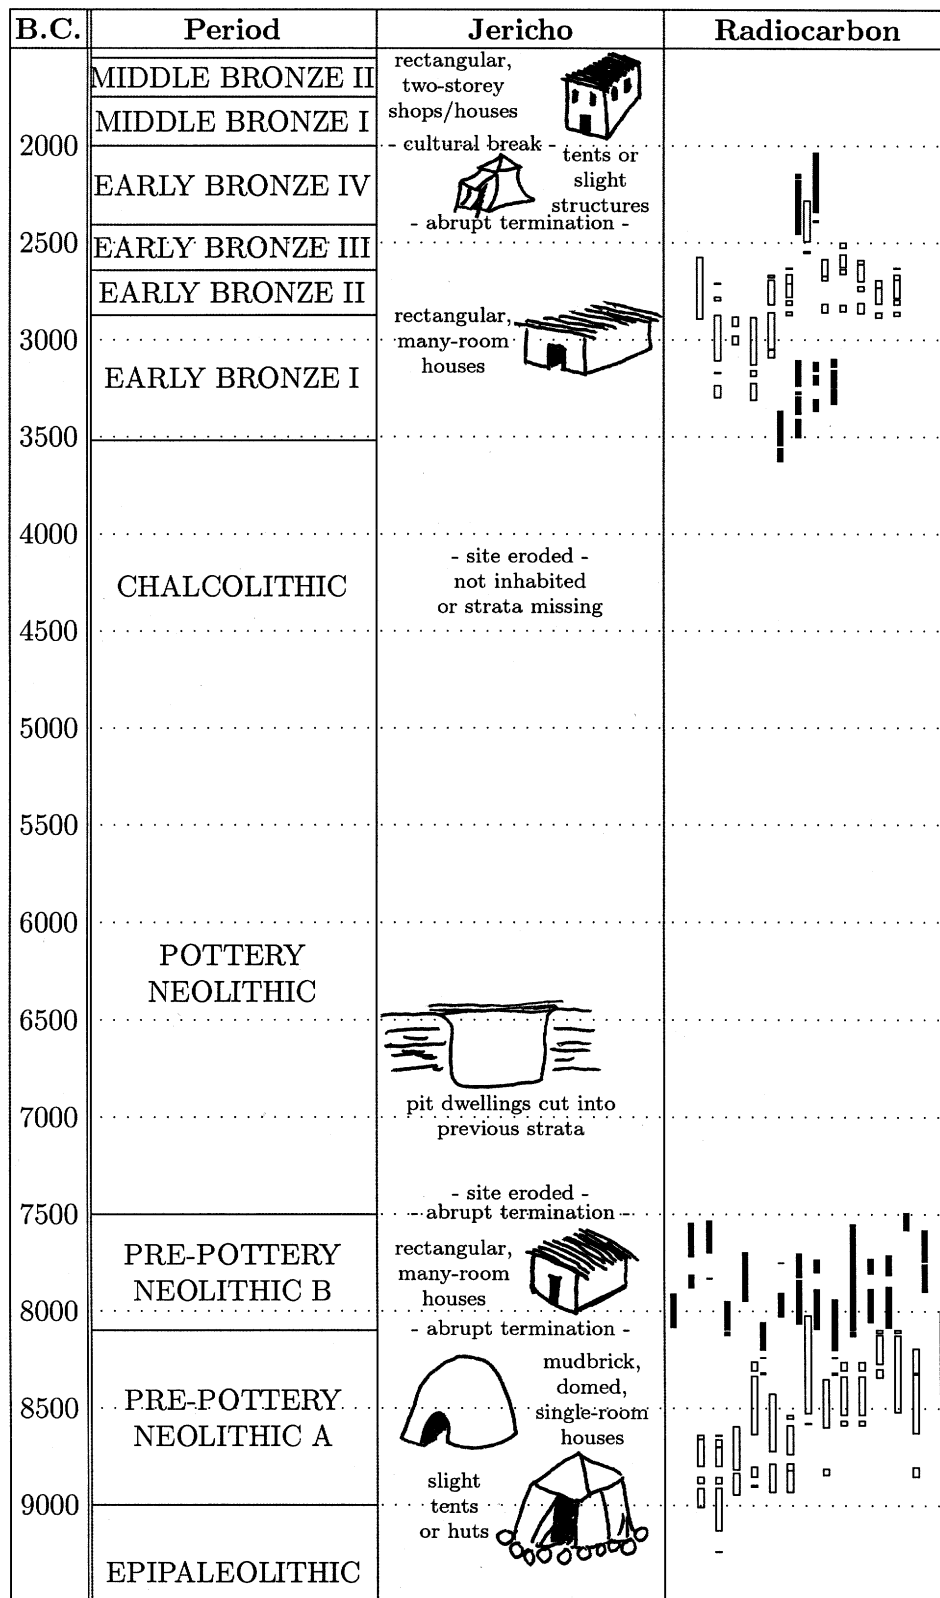 B.C. Period Jericho Radiocarbon
MIDDLE BRONZE II
MIDDLE BRONZE I
rectangular,
two-storey
shops/houses
2000
- cultural break -
EARLY BRONZE IV
tents or
slight
structures
- abrupt termination -
2500
EARLY BRONZE III
EARLY BRONZE II
3000
EARLY BRONZE I
rectangular,
many-room
houses
3500
4000
CHALCOLITHIC
- site eroded -
not inhabited
or strata missing
4500
5000
5500
6000
POTTERY
NEOLITHIC
6500
pit dwellings cut into
previous strata
7000
- site eroded -
- abrupt termination -
7500
PRE-POTTERY
NEOLITHIC B
rectangular,
many-room
houses
8000
- abrupt termination -
PRE-POTTERY
NEOLITHIC A
mudbrick,
domed,
single-room
houses
8500
slight
tents
or huts
9000
EPIPALEOLITHIC